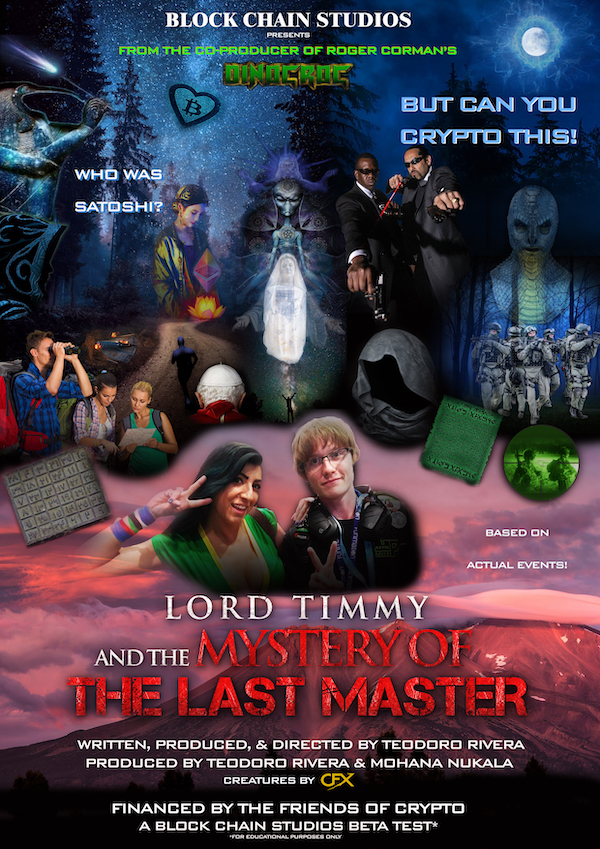 BLOCK CHAIN STUDIOS
PRESENTS
FROM THE CO-PRODUCER OF ROGER CORMAN'S
DINOCROC
BUT CAN YOU
CRYPTO THIS!
WHO WAS
SATOSHI?
BASED ON
ACTUAL EVENTS!
LORD TIMMY
AND THE MYSTERY OF
THE LAST MASTER
WRITTEN, PRODUCED, & DIRECTED BY TEODORO RIVERA
PRODUCED BY TEODORO RIVERA & MOHANA NUKALA
CREATURES BY CFX
FINANCED BY THE FRIENDS OF CRYPTO
A BLOCK CHAIN STUDIOS BETA TEST*
*FOR EDUCATIONAL PURPOSES ONLY